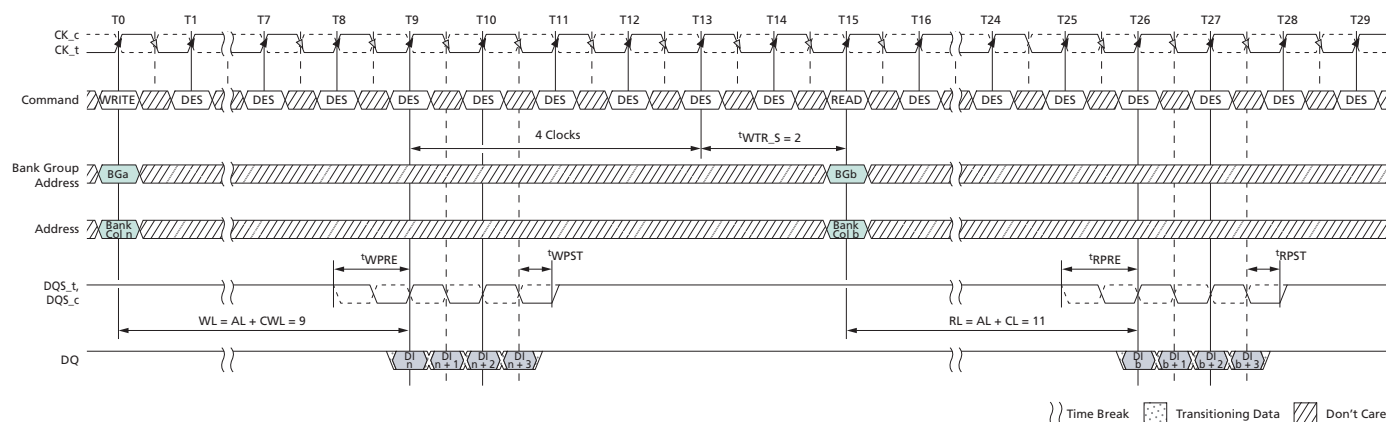 T0 T1 T7 T8 T9 T10 T11 T12 T13 T14 T15 T16 T24 T25 T26 T27 T28 T29
CK_c
CK_t
Command WRITE DES DES DES DES DES DES DES DES DES READ DES DES DES DES DES DES DES
4 Clocks tWTR_S = 2
Bank Group
Address
BGa BGb
Address
Bank
Col n
Bank
Col b
tWPRE tWPST tRPRE tRPST
DQS_t,
DQS_c
WL = AL + CWL = 9 RL = AL + CL = 11
DQ
DI
n
DI
n + 1
DI
n + 2
DI
n + 3
DI
b
DI
b + 1
DI
b + 2
DI
b + 3
Time Break Transitioning Data Don't Care